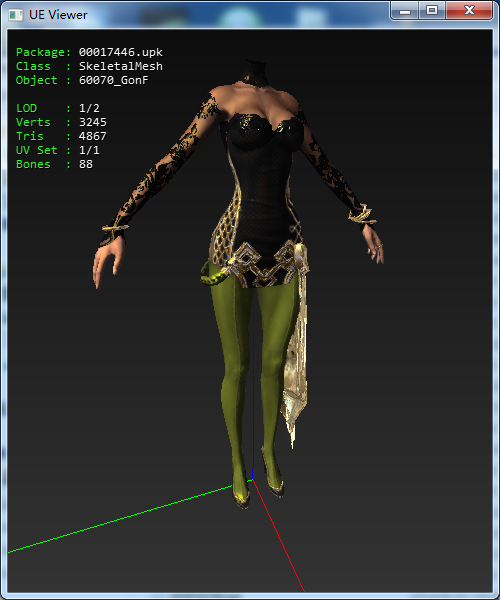 UE Viewer
Package: 00017446.upk
Class : SkeletalMesh
Object : 60070_GonF
LOD : 1/2
Verts : 3245
Tris : 4867
UV Set : 1/1
Bones : 88